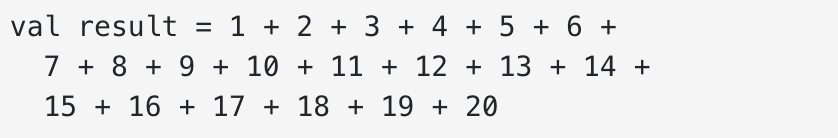 val result = 1 + 2 + 3 + 4 + 5 + 6 +
  7 + 8 + 9 + 10 + 11 + 12 + 13 + 14 +
  15 + 16 + 17 + 18 + 19 + 20